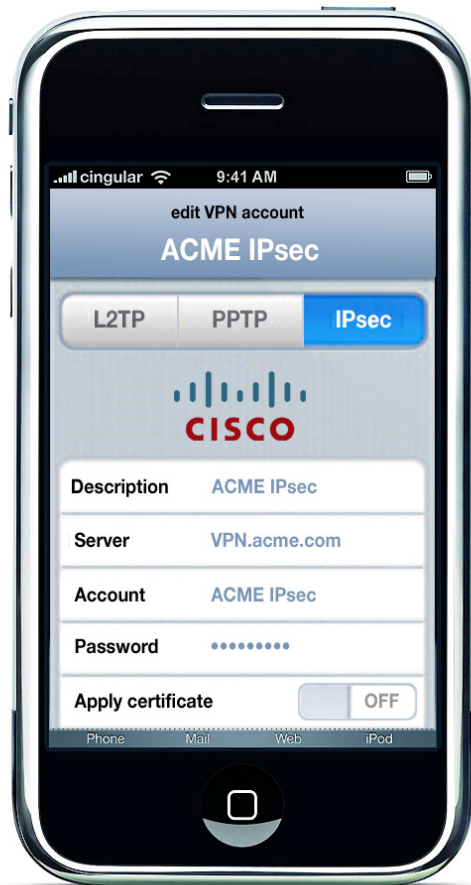 cingular 9:41 AM
edit VPN account
ACME IPsec
L2TP PPTP IPsec
CISCO
Description ACME IPsec
Server VPN.acme.com
Account ACME IPsec
Password •••••••••
Apply certificate OFF
Phone Mail Web iPod